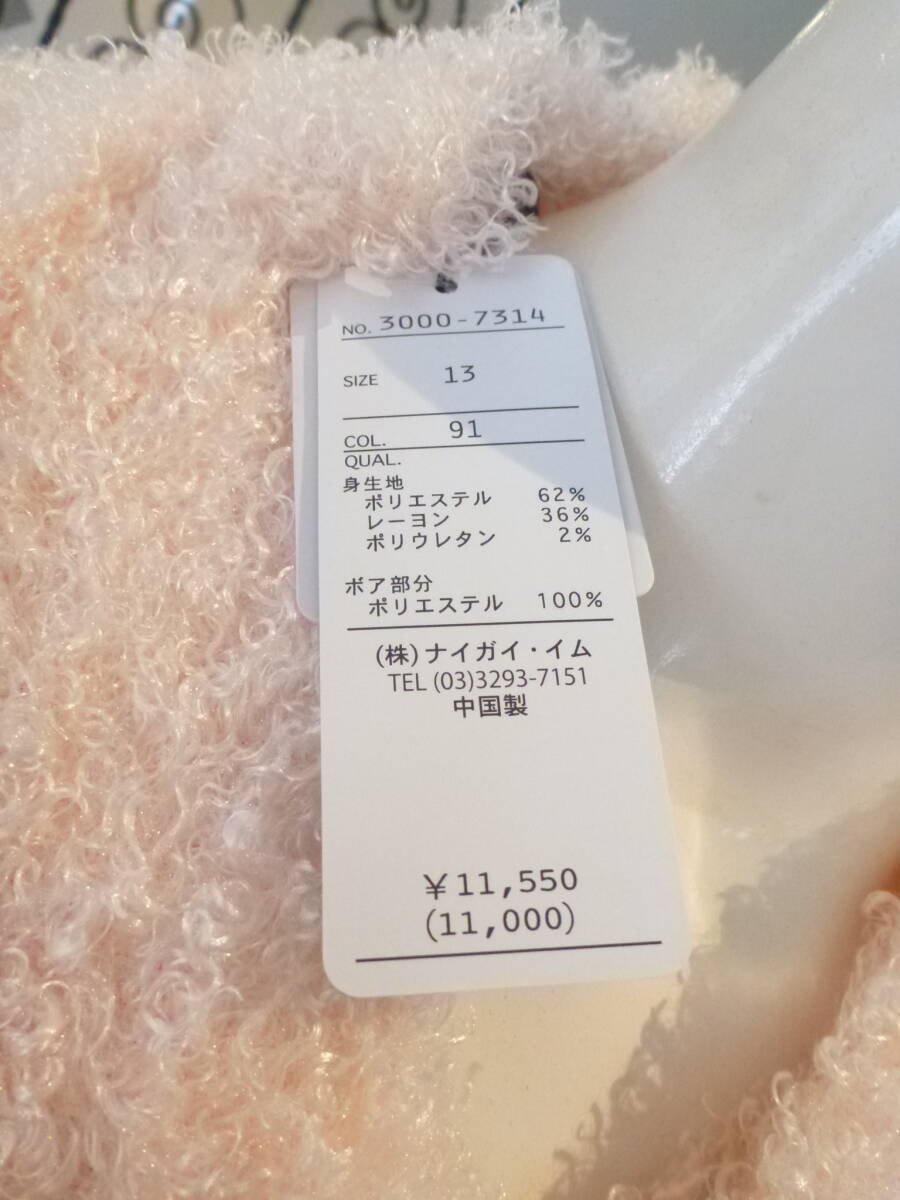 NO. 3000-7314
SIZE 13
COL. 91
QUAL.
身生地
ポリエステル 62%
レーヨン 36%
ポリウレタン 2%
ボア部分
ポリエステル 100%
(株)ナイガイ・イム
TEL (03)3293-7151
中国製
¥11,550
(11,000)